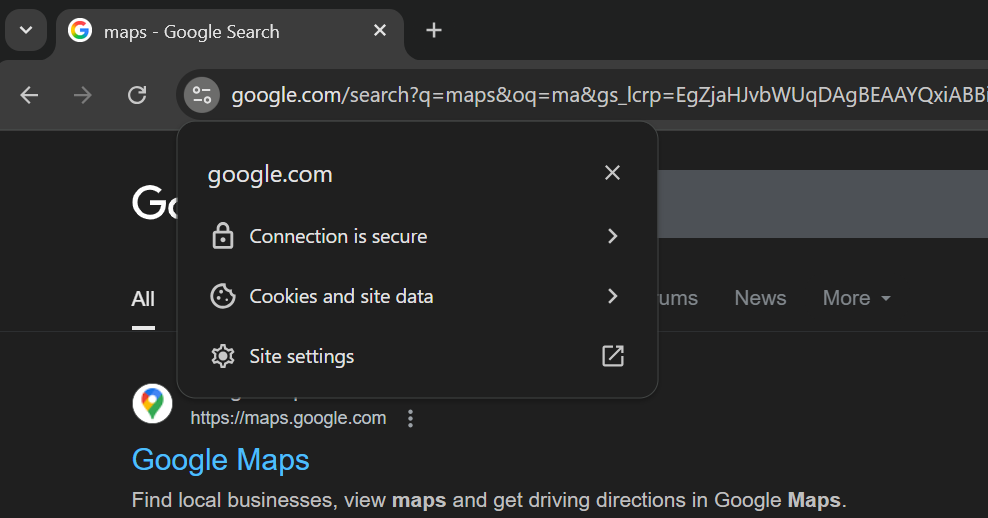 maps - Google Search
google.com/search?q=maps&oq=ma&gs_lcrp=EgZjaHJvbWUqDAgBEAAYQxiABBi
google.com
Go
Connection is secure
All
Cookies and site data
ums News More
Site settings
https://maps.google.com
Google Maps
Find local businesses, view maps and get driving directions in Google Maps.